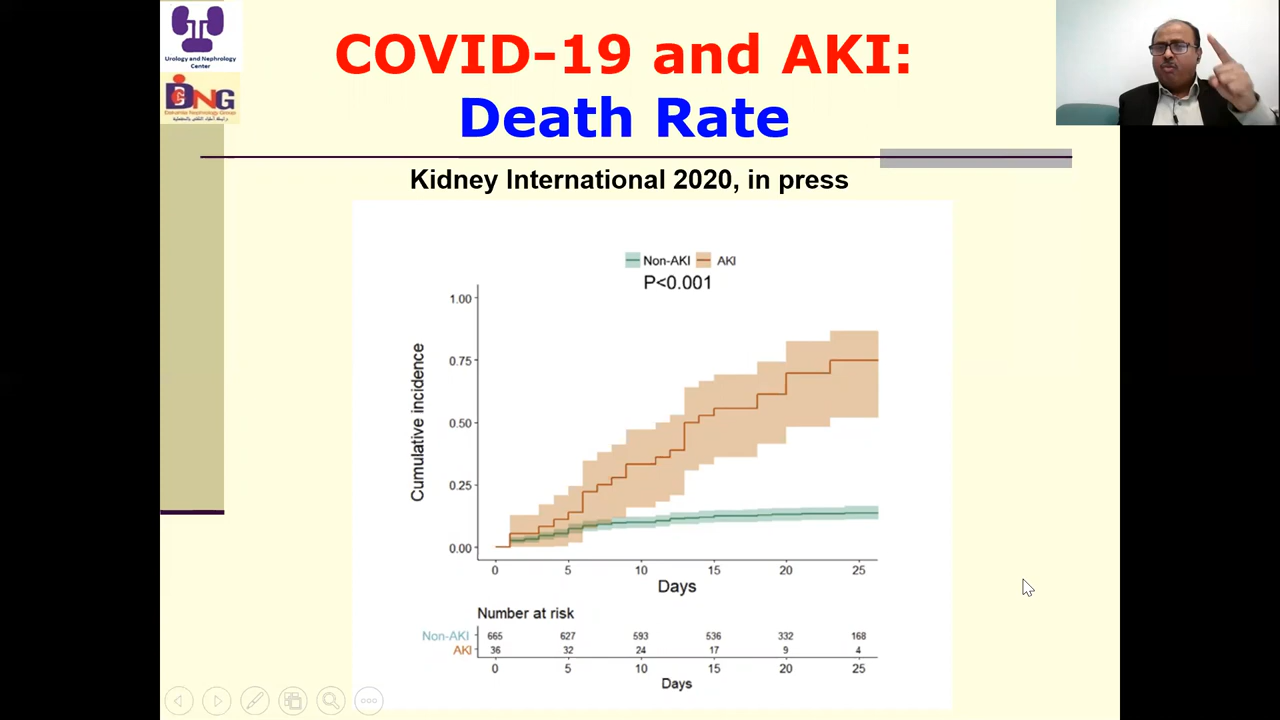 Urology and Nephrology
Center
DNG
COVID-19 and AKI:
Death Rate
Kidney International 2020, in press
Non-AKI AKI
P<0.001
Cumulative incidence
1.00
0.75
0.50
0.25
0.00
0 5 10 15 20 25
Days
Number at risk
Non-AKI 665 627 593 536 332 168
AKI 36 32 24 17 9 4
0 5 10 15 20 25
Days